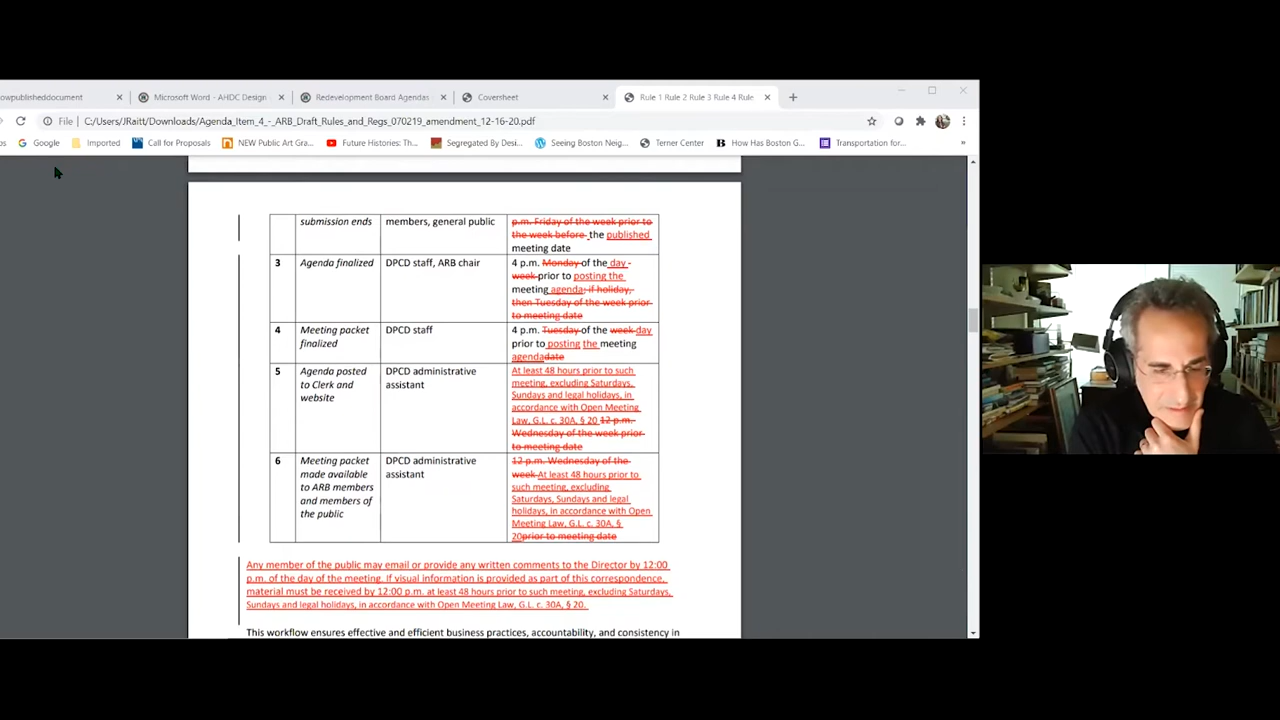 owpublisheddocument
Microsoft Word - AHDC Design
Redevelopment Board Agendas
Coversheet
Rule 1 Rule 2 Rule 3 Rule 4 Rule
File
C:/Users/JRaitt/Downloads/Agenda_Item_4_-_ARB_Draft_Rules_and_Regs_070219_amendment_12-16-20.pdf
ps
Google
Imported
Call for Proposals
NEW Public Art Gra...
Future Histories: Th...
Segregated By Desi...
Seeing Boston Neig...
Terner Center
How Has Boston G...
Transportation for...
submission ends
members, general public
p.m. Friday of the week prior to
the week before the published
meeting date
3
Agenda finalized
DPCD staff, ARB chair
4 p.m. Monday of the day
week prior to posting the
meeting agenda; if holiday,
then Tuesday of the week prior
to meeting date
4
Meeting packet
finalized
DPCD staff
4 p.m. Tuesday of the week day
prior to posting the meeting
agendadate
5
Agenda posted
to Clerk and
website
DPCD administrative
assistant
At least 48 hours prior to such
meeting, excluding Saturdays,
Sundays and legal holidays, in
accordance with Open Meeting
Law, G.L. c. 30A, § 20 12 p.m.
Wednesday of the week prior
to meeting date
6
Meeting packet
made available
to ARB members
and members of
the public
DPCD administrative
assistant
12 p.m. Wednesday of the
week At least 48 hours prior to
such meeting, excluding
Saturdays, Sundays and legal
holidays, in accordance with Open
Meeting Law, G.L. c. 30A, §
20prior to meeting date
Any member of the public may email or provide any written comments to the Director by 12:00
p.m. of the day of the meeting. If visual information is provided as part of this correspondence,
material must be received by 12:00 p.m. at least 48 hours prior to such meeting, excluding Saturdays,
Sundays and legal holidays, in accordance with Open Meeting Law, G.L. c. 30A, § 20.
This workflow ensures effective and efficient business practices, accountability, and consistency in